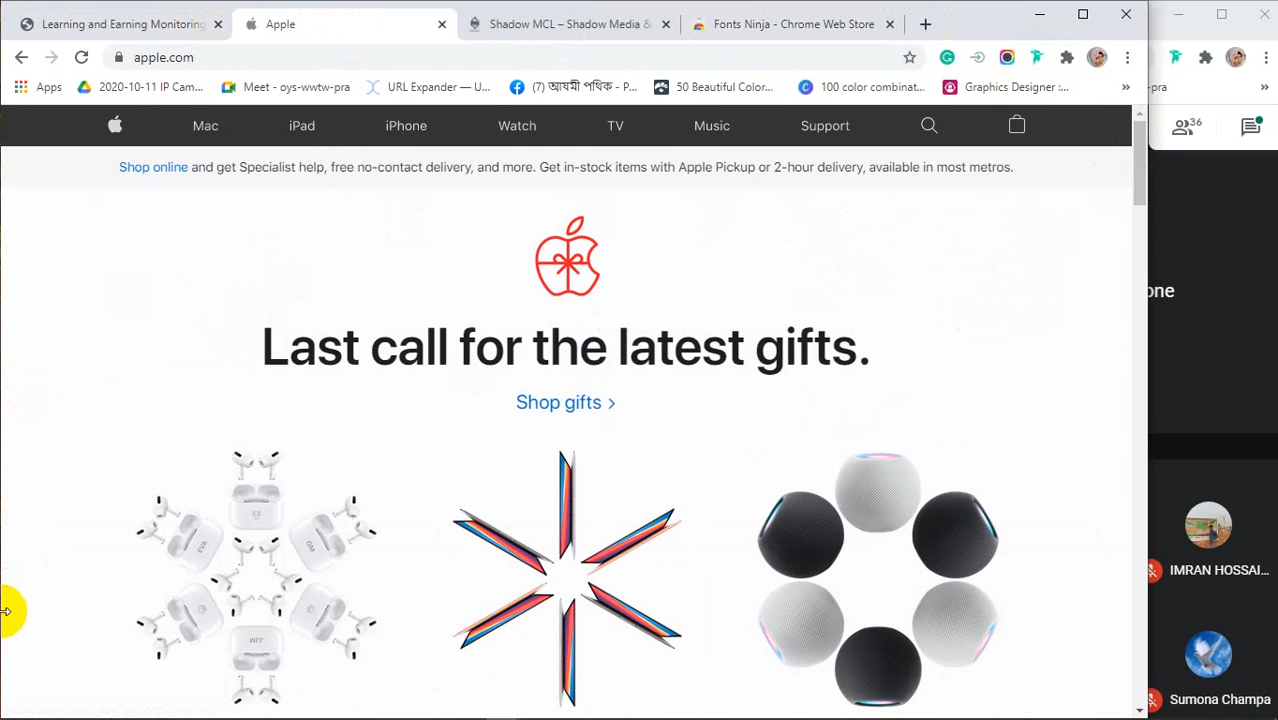 Learning and Earning Monitoring
Apple
Shadow MCL – Shadow Media &
Fonts Ninja - Chrome Web Store
apple.com
Apps
2020-10-11 IP Cam...
Meet - oys-wwtw-pra
URL Expander — U...
(7) আযমী পথিক - P...
50 Beautiful Color...
100 color combinat...
Graphics Designer :...
»
-pra
»
Mac
iPad
iPhone
Watch
TV
Music
Support
36
Shop online and get Specialist help, free no-contact delivery, and more. Get in-stock items with Apple Pickup or 2-hour delivery, available in most metros.
one
Last call for the latest gifts.
Shop gifts >
EVA
GM
JJM
IMRAN HOSSAI...
Sumona Champa